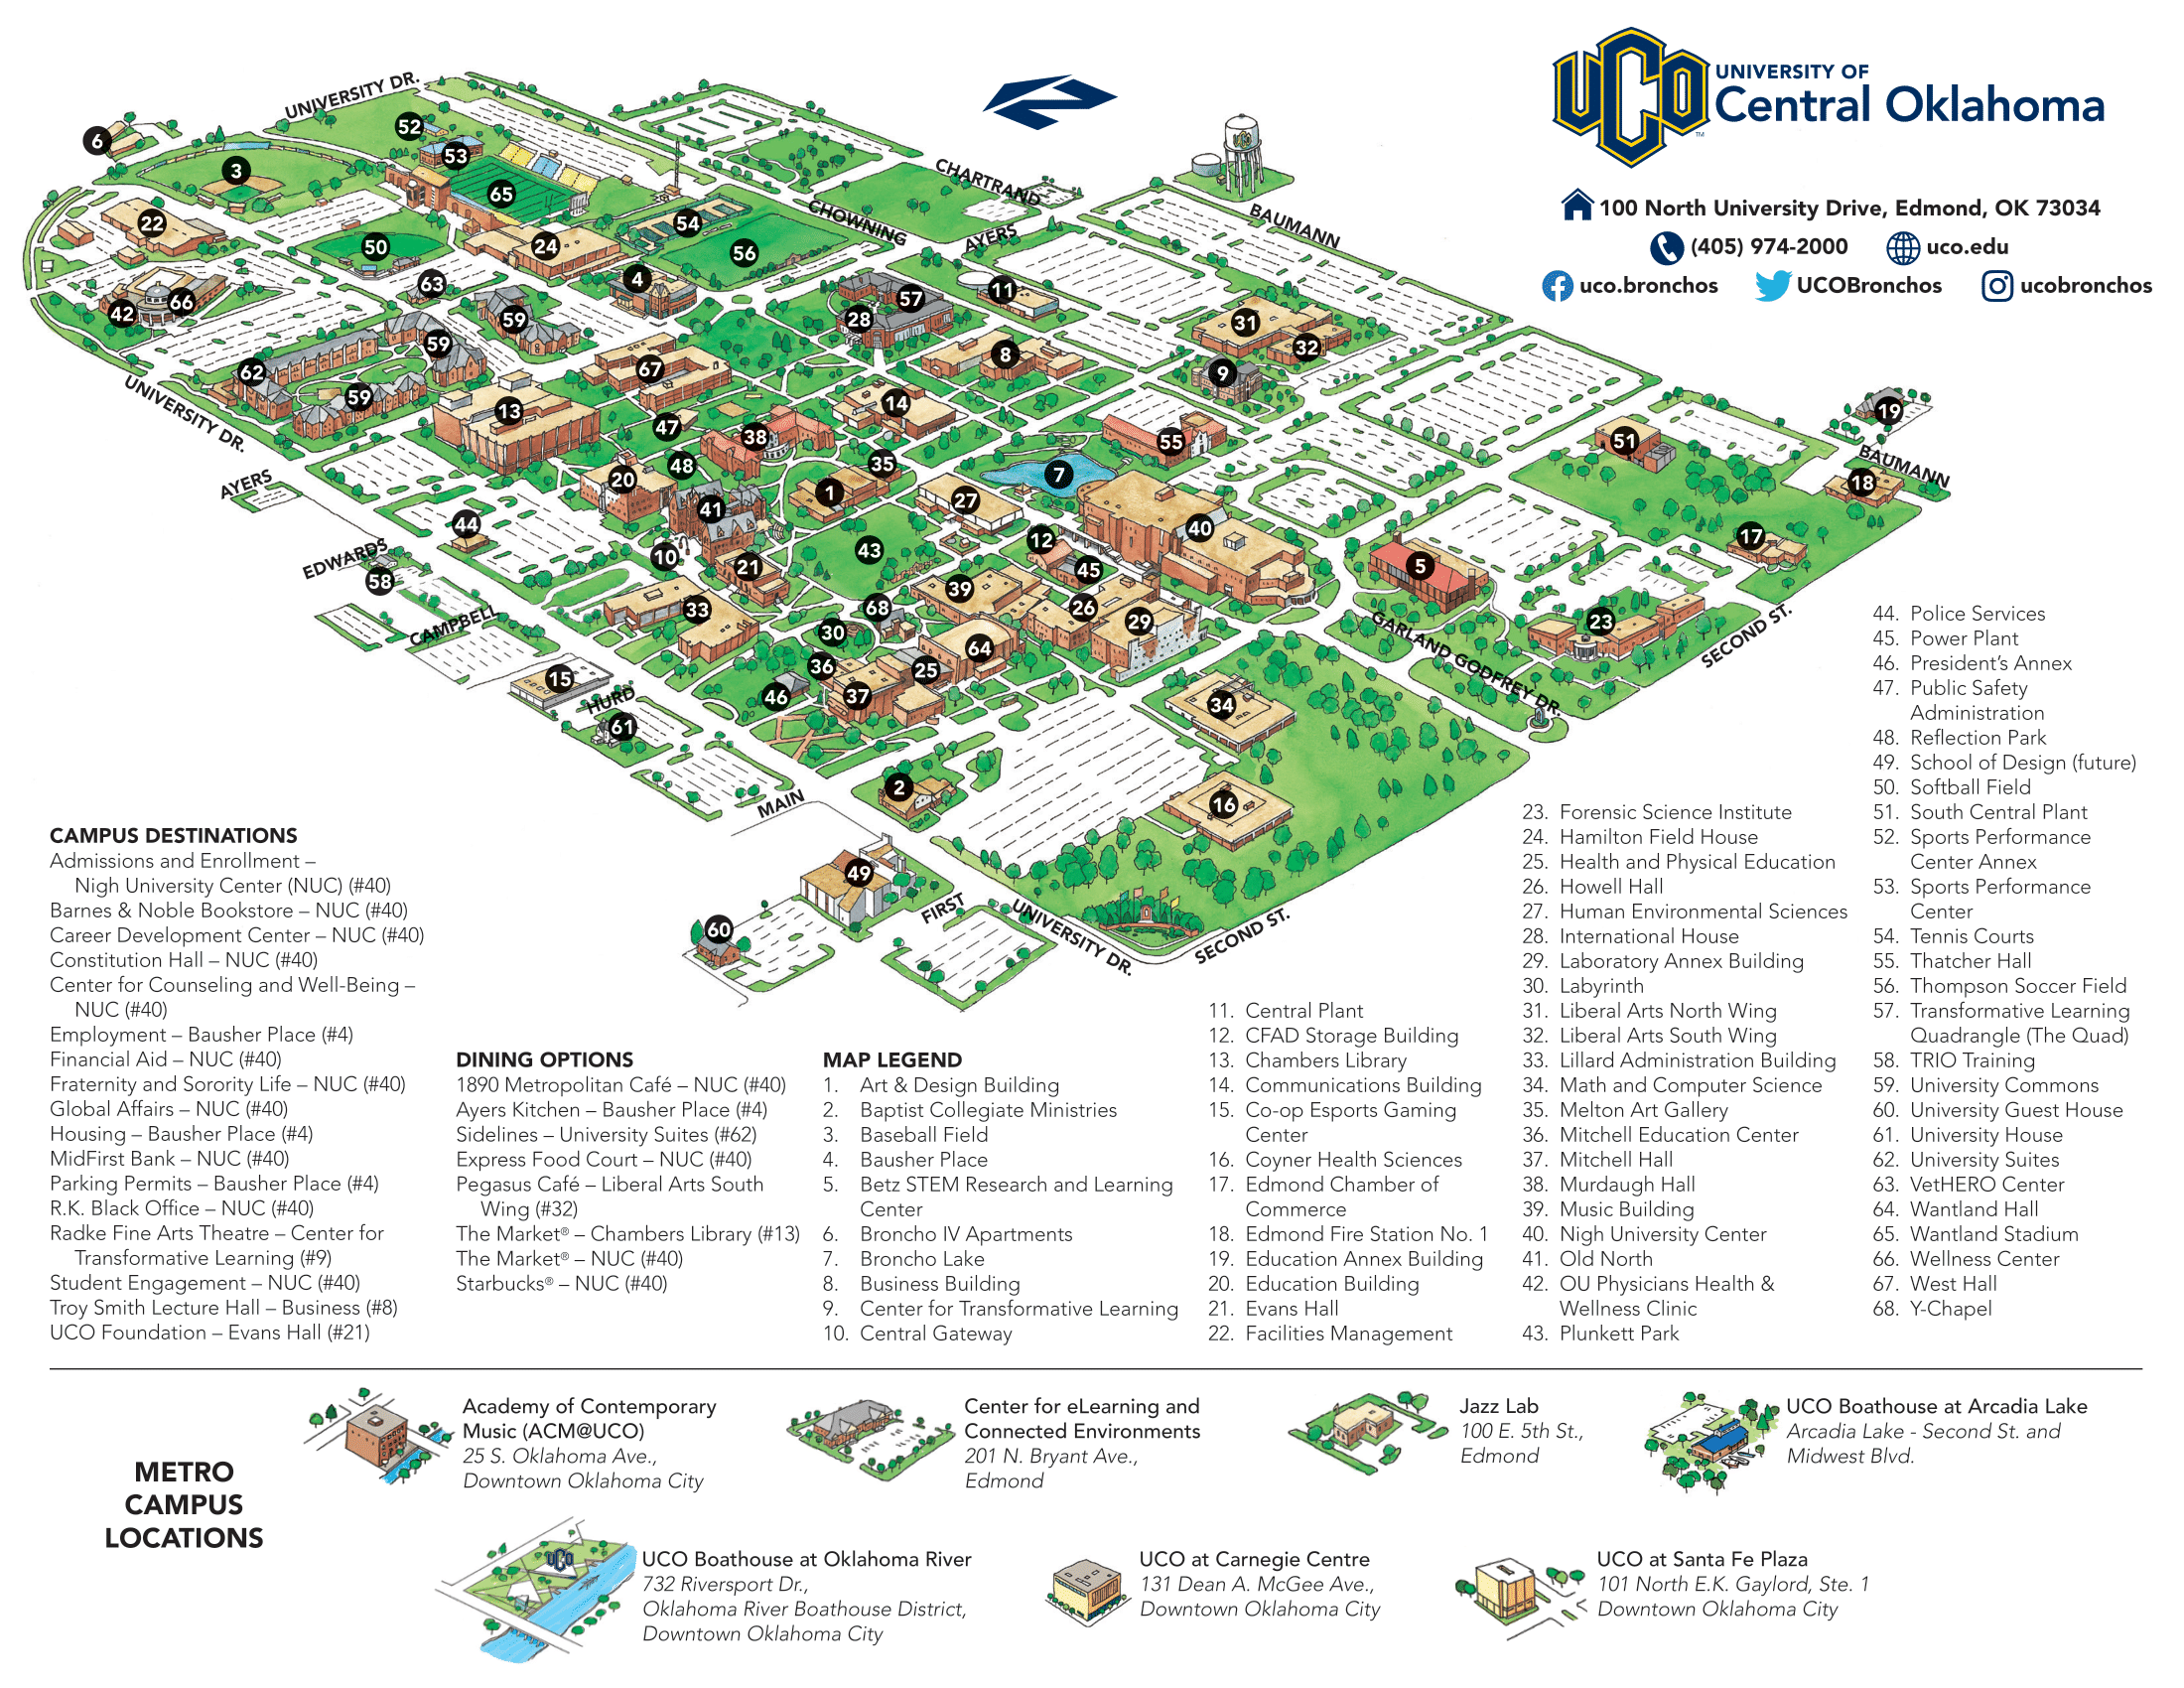 UCO
TM
UNIVERSITY OF
Central Oklahoma
100 North University Drive, Edmond, OK 73034
(405) 974-2000
uco.edu
uco.bronchos
UCOBronchos
ucobronchos
UNIVERSITY DR.
CHARTRAND
CHOWNING
AYERS
BAUMANN
UCO
6
52
53
3
65
22
54
50
24
56
63
4
11
42
66
59
57
28
31
59
32
8
62
67
9
59
13
14
19
47
38
55
51
UNIVERSITY DR.
BAUMANN
AYERS
20
48
35
7
18
41
1
27
44
40
12
17
EDWARDS
10
43
58
21
45
5
39
CAMPBELL
33
68
26
29
23
30
GARLAND GODFREY DR.
SECOND ST.
64
36
25
15
46
37
34
HURD
61
2
16
MAIN
49
60
FIRST
UNIVERSITY DR.
SECOND ST.
CAMPUS DESTINATIONS
Admissions and Enrollment –
Nigh University Center (NUC) (#40)
Barnes & Noble Bookstore – NUC (#40)
Career Development Center – NUC (#40)
Constitution Hall – NUC (#40)
Center for Counseling and Well-Being –
NUC (#40)
Employment – Bausher Place (#4)
Financial Aid – NUC (#40)
Fraternity and Sorority Life – NUC (#40)
Global Affairs – NUC (#40)
Housing – Bausher Place (#4)
MidFirst Bank – NUC (#40)
Parking Permits – Bausher Place (#4)
R.K. Black Office – NUC (#40)
Radke Fine Arts Theatre – Center for
Transformative Learning (#9)
Student Engagement – NUC (#40)
Troy Smith Lecture Hall – Business (#8)
UCO Foundation – Evans Hall (#21)
DINING OPTIONS
1890 Metropolitan Café – NUC (#40)
Ayers Kitchen – Bausher Place (#4)
Sidelines – University Suites (#62)
Express Food Court – NUC (#40)
Pegasus Café – Liberal Arts South
Wing (#32)
The Market® – Chambers Library (#13)
The Market® – NUC (#40)
Starbucks® – NUC (#40)
MAP LEGEND
1. Art & Design Building
2. Baptist Collegiate Ministries
3. Baseball Field
4. Bausher Place
5. Betz STEM Research and Learning
Center
6. Broncho IV Apartments
7. Broncho Lake
8. Business Building
9. Center for Transformative Learning
10. Central Gateway
11. Central Plant
12. CFAD Storage Building
13. Chambers Library
14. Communications Building
15. Co-op Esports Gaming
Center
16. Coyner Health Sciences
17. Edmond Chamber of
Commerce
18. Edmond Fire Station No. 1
19. Education Annex Building
20. Education Building
21. Evans Hall
22. Facilities Management
23. Forensic Science Institute
24. Hamilton Field House
25. Health and Physical Education
26. Howell Hall
27. Human Environmental Sciences
28. International House
29. Laboratory Annex Building
30. Labyrinth
31. Liberal Arts North Wing
32. Liberal Arts South Wing
33. Lillard Administration Building
34. Math and Computer Science
35. Melton Art Gallery
36. Mitchell Education Center
37. Mitchell Hall
38. Murdaugh Hall
39. Music Building
40. Nigh University Center
41. Old North
42. OU Physicians Health &
Wellness Clinic
43. Plunkett Park
44. Police Services
45. Power Plant
46. President's Annex
47. Public Safety
Administration
48. Reflection Park
49. School of Design (future)
50. Softball Field
51. South Central Plant
52. Sports Performance
Center Annex
53. Sports Performance
Center
54. Tennis Courts
55. Thatcher Hall
56. Thompson Soccer Field
57. Transformative Learning
Quadrangle (The Quad)
58. TRIO Training
59. University Commons
60. University Guest House
61. University House
62. University Suites
63. VetHERO Center
64. Wantland Hall
65. Wantland Stadium
66. Wellness Center
67. West Hall
68. Y-Chapel
METRO
CAMPUS
LOCATIONS
Academy of Contemporary
Music (ACM@UCO)
25 S. Oklahoma Ave.,
Downtown Oklahoma City
Center for eLearning and
Connected Environments
201 N. Bryant Ave.,
Edmond
Jazz Lab
100 E. 5th St.,
Edmond
UCO Boathouse at Arcadia Lake
Arcadia Lake - Second St. and
Midwest Blvd.
UCO
UCO Boathouse at Oklahoma River
732 Riversport Dr.,
Oklahoma River Boathouse District,
Downtown Oklahoma City
UCO at Carnegie Centre
131 Dean A. McGee Ave.,
Downtown Oklahoma City
UCO at Santa Fe Plaza
101 North E.K. Gaylord, Ste. 1
Downtown Oklahoma City